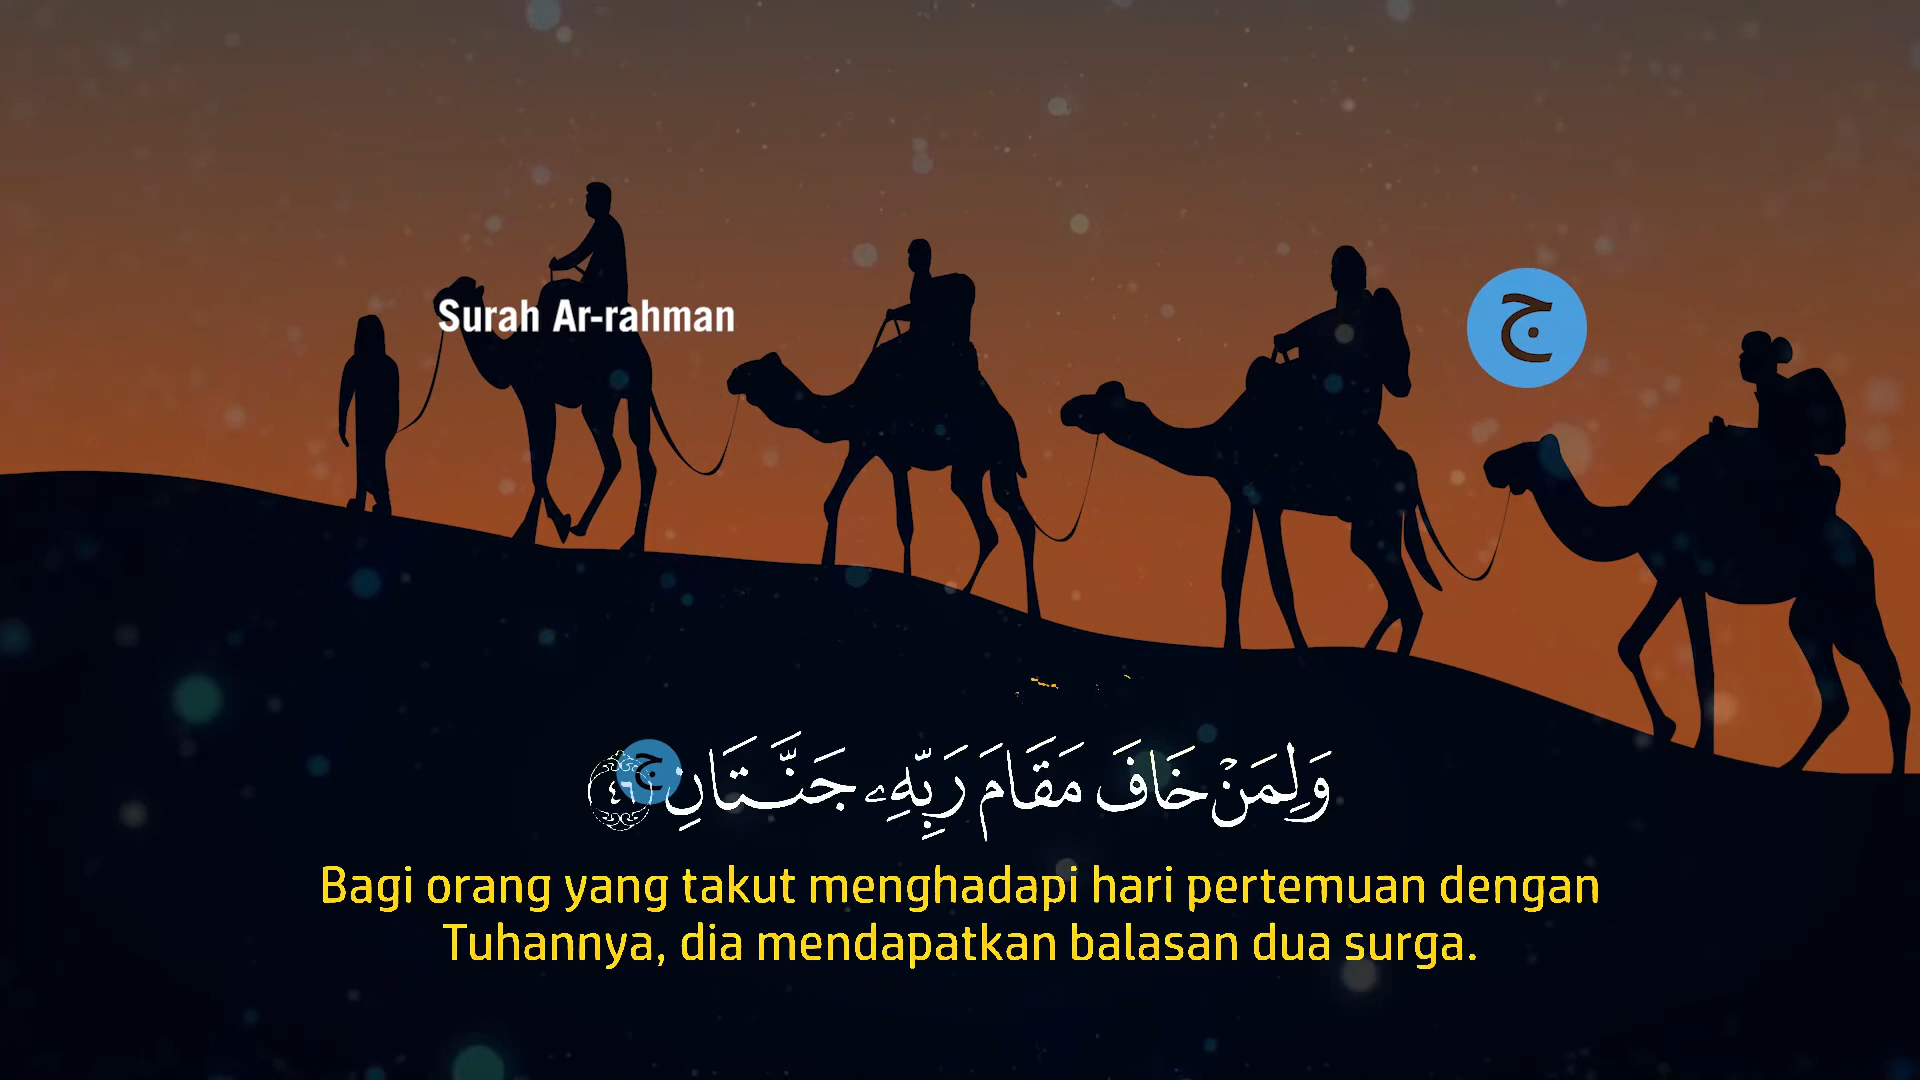 Surah Ar-rahman
ج
وَلِمَنْ خَافَ مَقَامَ رَبِّهِۦ جَنَّتَانِ ج ٤٦
Bagi orang yang takut menghadapi hari pertemuan dengan
Tuhannya, dia mendapatkan balasan dua surga.